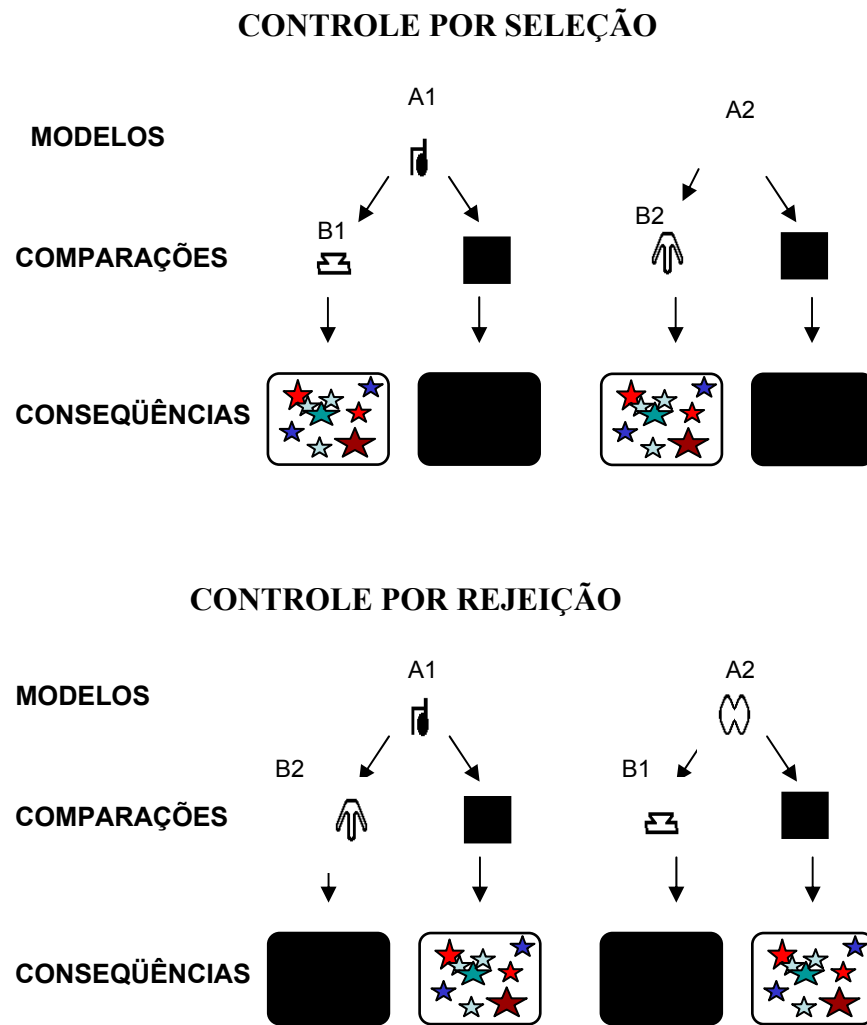 CONTROLE POR SELEÇÃO
A1
A2
MODELOS
B1
B2
COMPARAÇÕES
CONSEQÜÊNCIAS
CONTROLE POR REJEIÇÃO
A1
A2
MODELOS
B2
B1
COMPARAÇÕES
CONSEQÜÊNCIAS